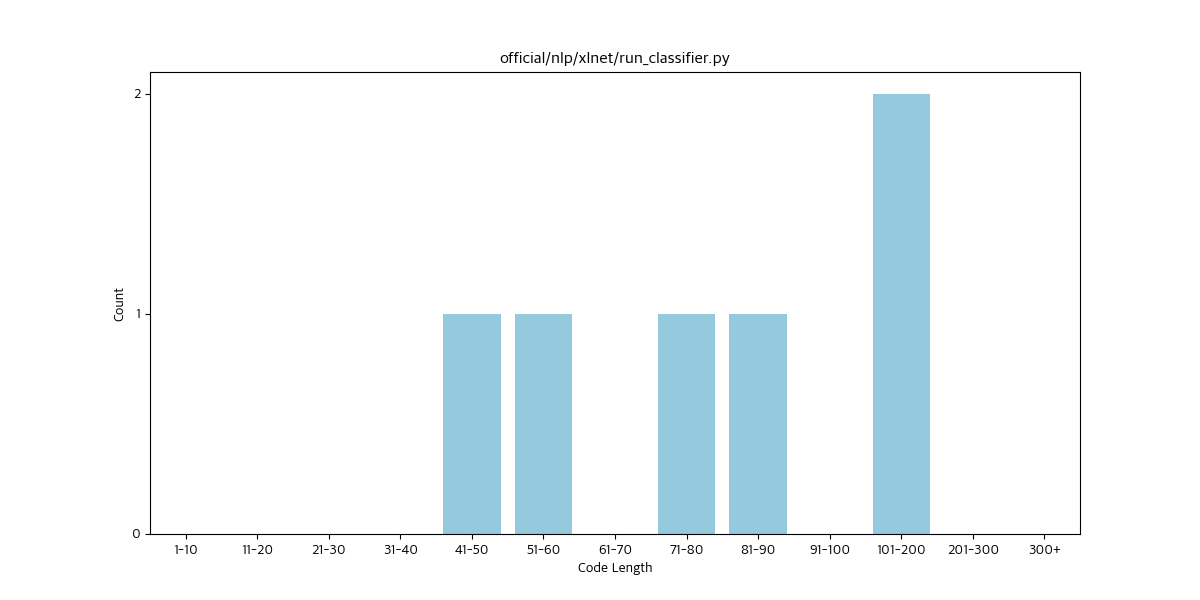 official/nlp/xlnet/run_classifier.py
2
1
0
Count
1-10 11-20 21-30 31-40 41-50 51-60 61-70 71-80 81-90 91-100 101-200 201-300 300+
Code Length